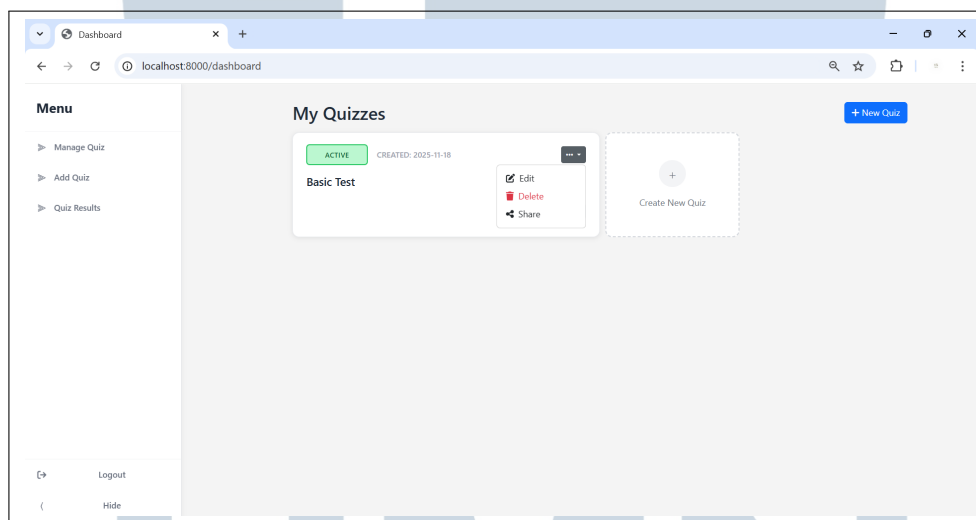 Dashboard
localhost:8000/dashboard
Menu
Manage Quiz
Add Quiz
Quiz Results
Logout
Hide
My Quizzes
+ New Quiz
ACTIVE
CREATED: 2025-11-18
Basic Test
Edit
Delete
Share
Create New Quiz